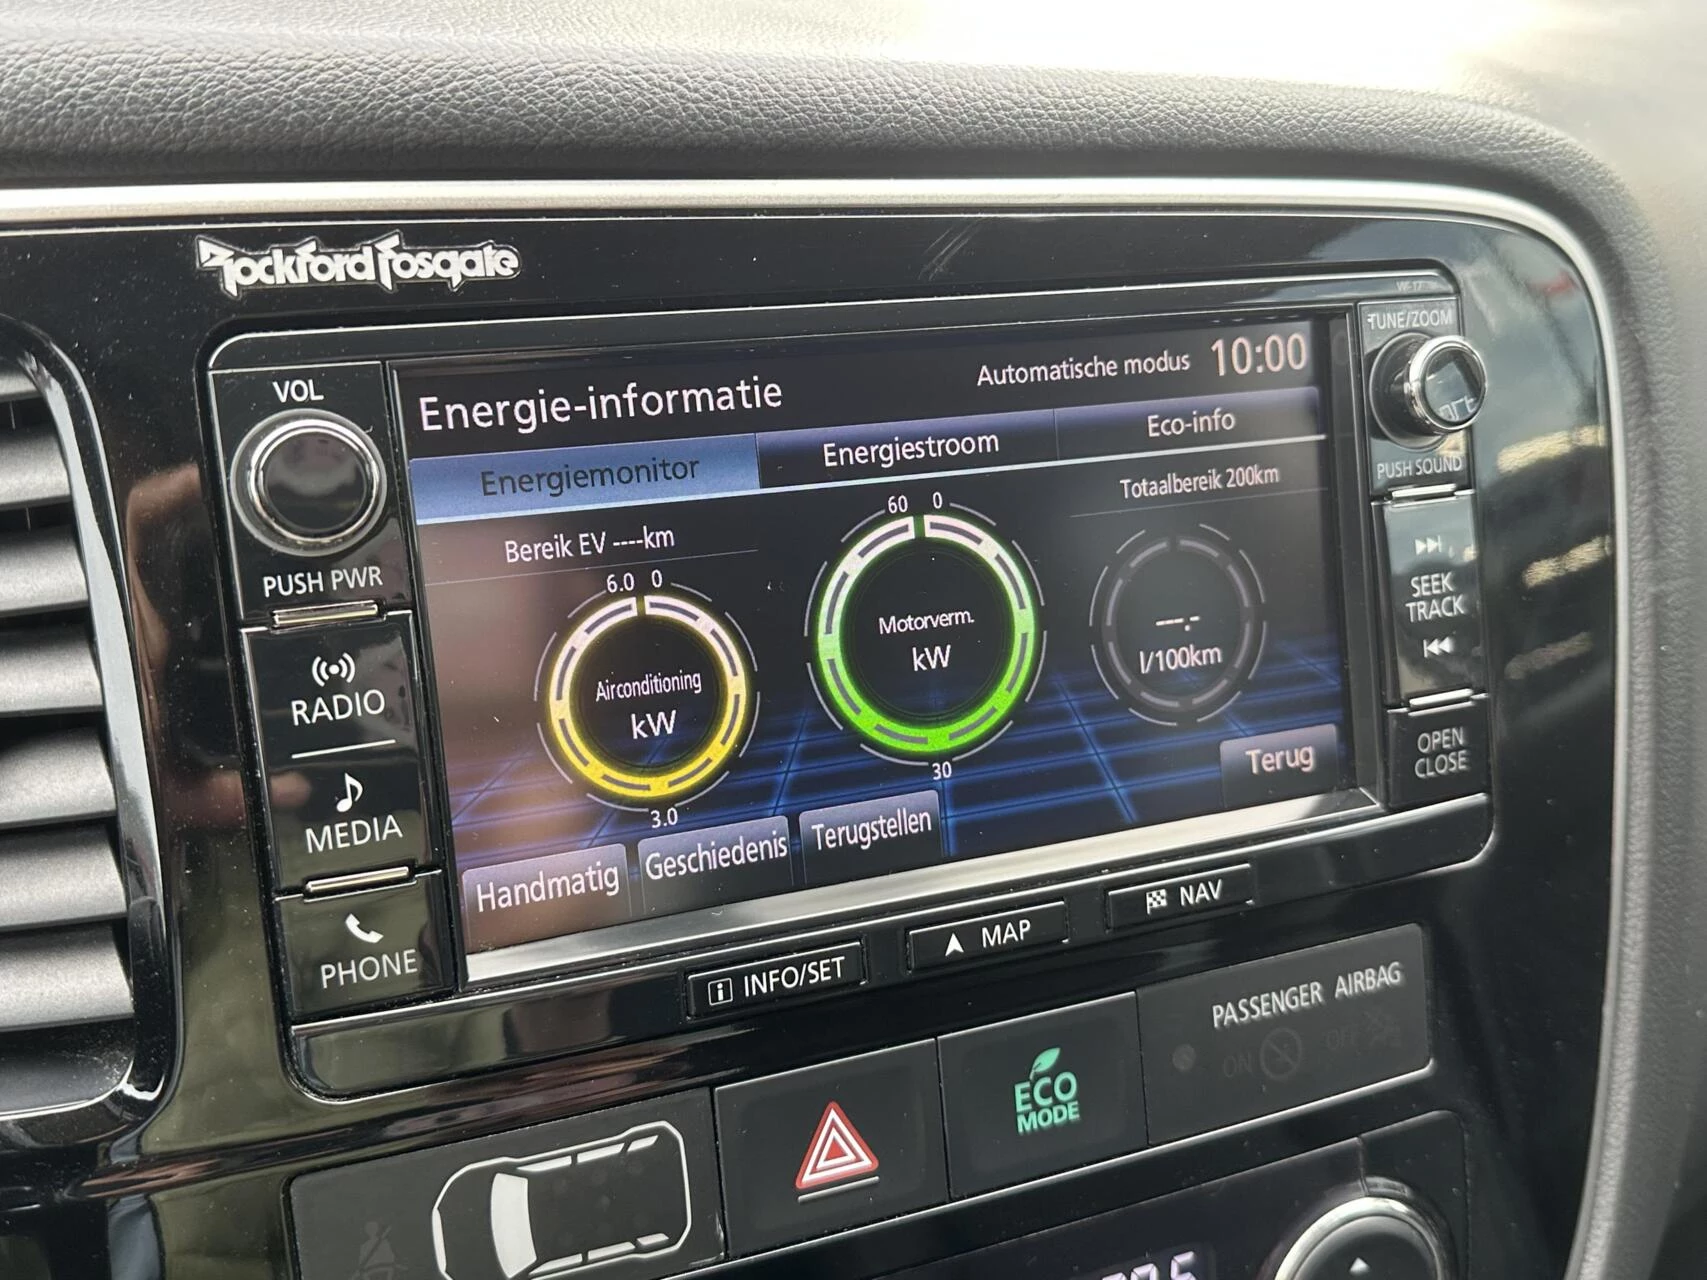 Rockford Fosgate
VOL
PUSH PWR
RADIO
MEDIA
PHONE
Energie-informatie
Automatische modus 10:00
Energiemonitor
Energiestroom
Eco-info
Bereik EV ----km
6.0 0
Airconditioning
kW
3.0
60 0
Motorverm.
kW
30
Totaalbereik 200km
---.-
l/100km
Handmatig
Geschiedenis
Terugstellen
Terug
TUNE/ZOOM
PUSH SOUND
SEEK
TRACK
OPEN
CLOSE
i INFO/SET
MAP
NAV
ECO
MODE
PASSENGER AIRBAG
ON
OFF